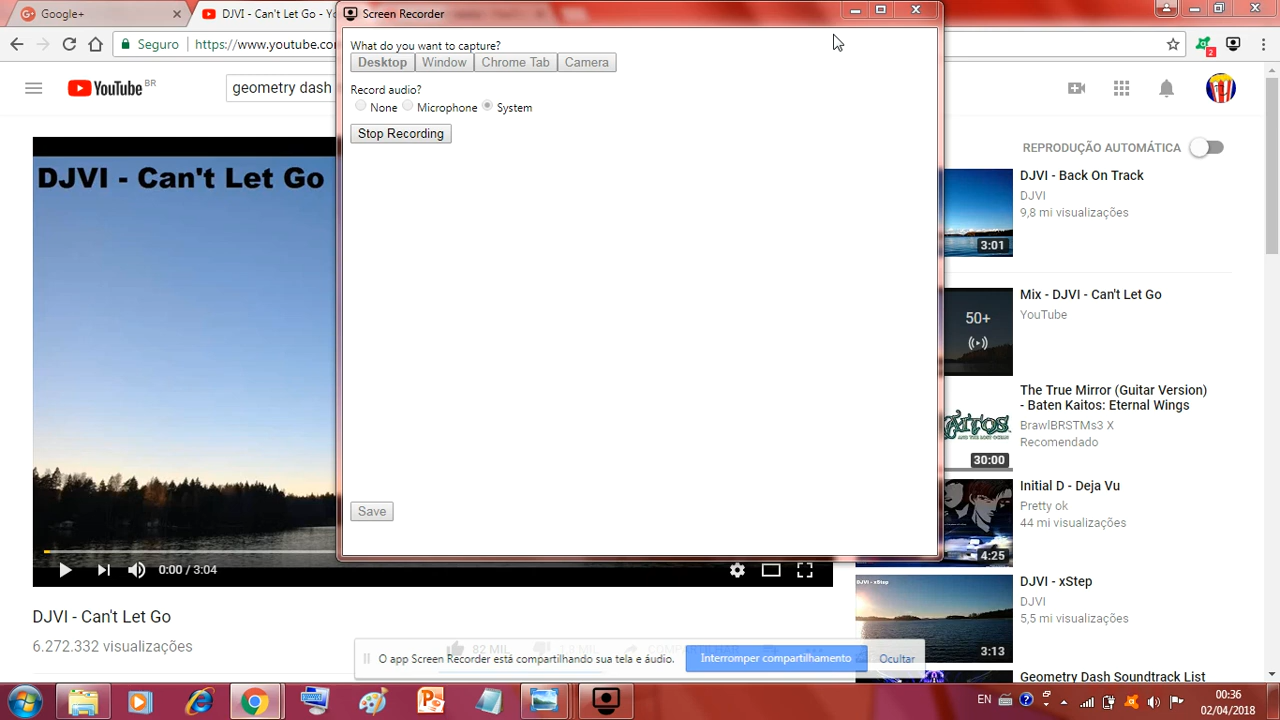 Google+
DJVI - Can't Let Go - Y
Screen Recorder
Seguro
https://www.youtube.co
YouTube BR
geometry dash
What do you want to capture?
Desktop Window Chrome Tab Camera
Record audio?
None Microphone System
Stop Recording
Save
DJVI - Can't Let Go
0:00 / 3:04
DJVI - Can't Let Go
6.272.332 visualizações
82 MIL
O app Screen Recorder está compartilhando sua tela e áudio.
Interromper compartilhamento
Ocultar
REPRODUÇÃO AUTOMÁTICA
DJVI - Back On Track
DJVI
9,8 mi visualizações
3:01
Mix - DJVI - Can't Let Go
YouTube
50+
The True Mirror (Guitar Version)
- Baten Kaitos: Eternal Wings
BrawlBRSTMs3 X
Recomendado
30:00
Initial D - Deja Vu
Pretty ok
44 mi visualizações
4:25
DJVI - xStep
DJVI - xStep
DJVI
5,5 mi visualizações
3:13
Geometry Dash Soundtrack List
2
EN
00:36
02/04/2018